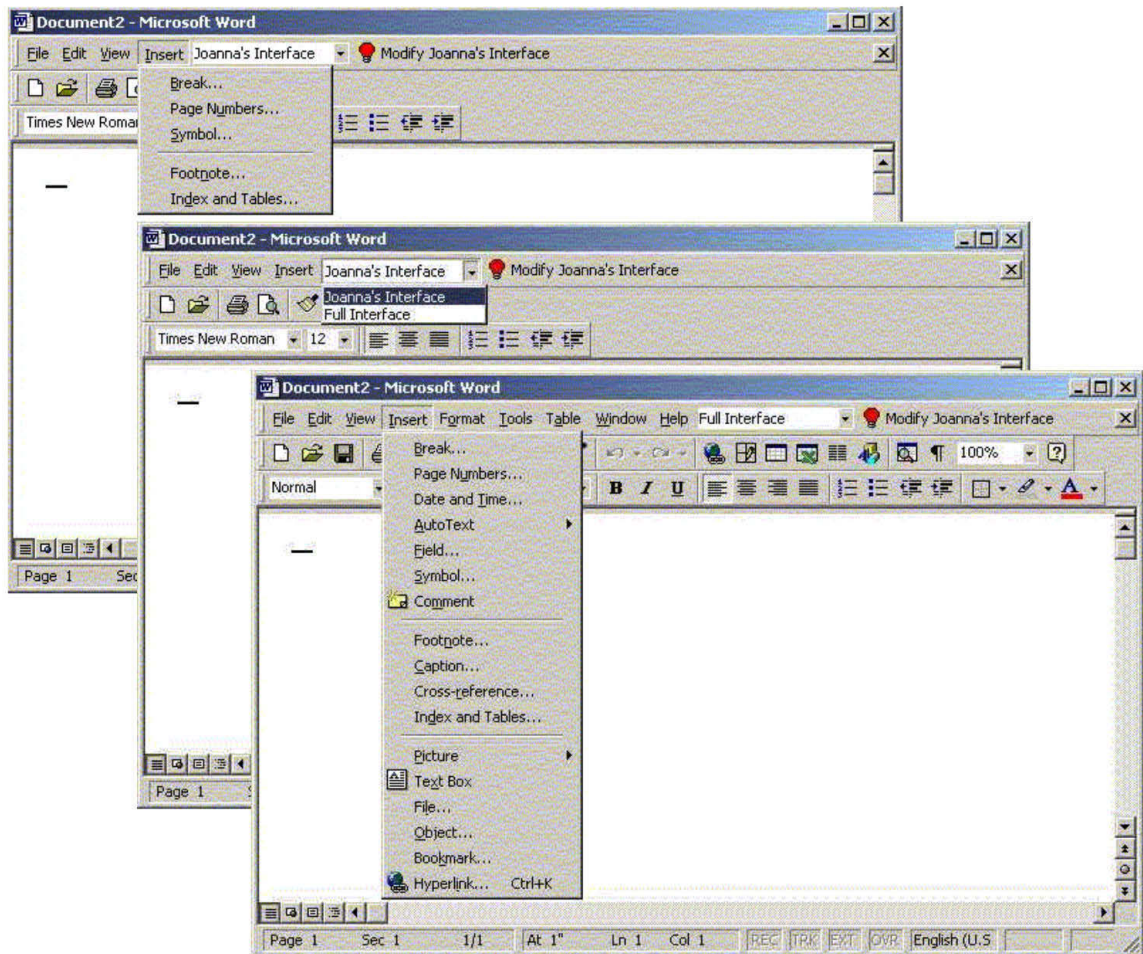 Document2 - Microsoft Word
File Edit View Insert Joanna's Interface Modify Joanna's Interface
Times New Roma
Break...
Page Numbers...
Symbol...
Footnote...
Index and Tables...
Page 1 Sec
Document2 - Microsoft Word
File Edit View Insert Joanna's Interface Modify Joanna's Interface
Joanna's Interface
Full Interface
Times New Roman 12
Page 1
Document2 - Microsoft Word
File Edit View Insert Format Tools Table Window Help Full Interface Modify Joanna's Interface
100%
Normal B I U A
Break...
Page Numbers...
Date and Time...
AutoText
Field...
Symbol...
Comment
Footnote...
Caption...
Cross-reference...
Index and Tables...
Picture
Text Box
File...
Object...
Bookmark...
Hyperlink... Ctrl+K
Page 1 Sec 1 1/1 At 1" Ln 1 Col 1 REC TRK EXT OVR English (U.S